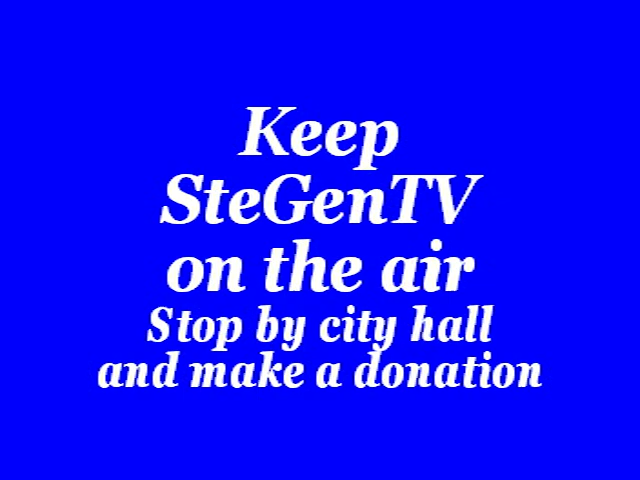 Keep
SteGenTV
on the air
Stop by city hall
and make a donation